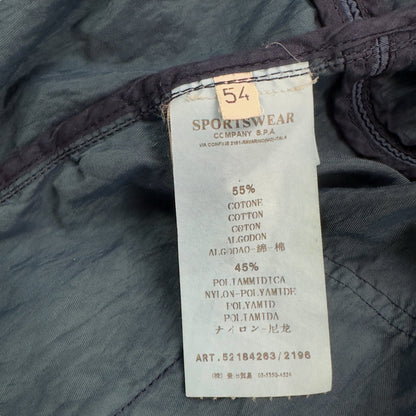 54
SPORTSWEAR
COMPANY S.P.A.
55%
COTONE
COTTON
COTON
ALGODON
ALGODAO-綿-棉
45%
POLIAMMIDICA
NYLON-POLYAMIDE
POLYAMID
POLIAMIDA
ナイロン-尼龙
ART. 52184263/2196
(株)